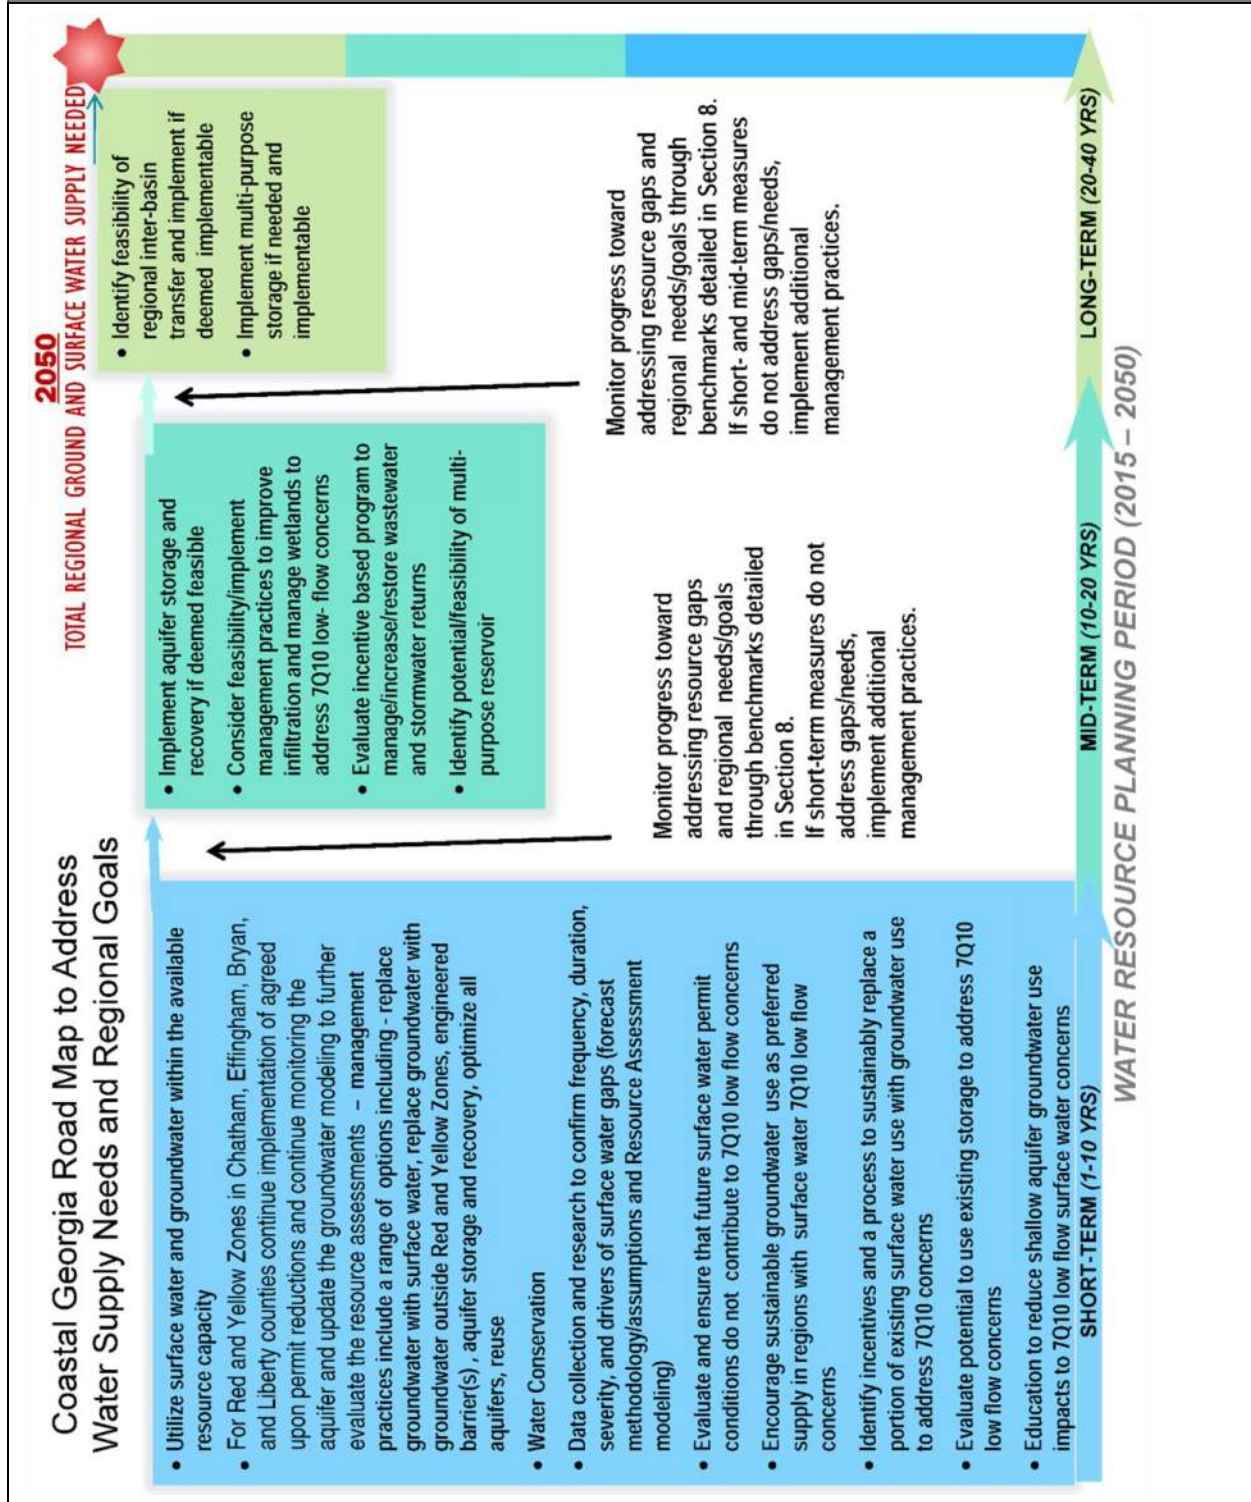 Coastal Georgia Road Map to Address
Water Supply Needs and Regional Goals
2050
TOTAL REGIONAL GROUND AND SURFACE WATER SUPPLY NEEDED
• Utilize surface water and groundwater within the available
resource capacity
• For Red and Yellow Zones in Chatham, Effingham, Bryan,
and Liberty counties continue implementation of agreed
upon permit reductions and continue monitoring the
aquifer and update the groundwater modeling to further
evaluate the resource assessments – management
practices include a range of options including - replace
groundwater with surface water, replace groundwater with
groundwater outside Red and Yellow Zones, engineered
barrier(s) , aquifer storage and recovery, optimize all
aquifers, reuse
• Water Conservation
• Data collection and research to confirm frequency, duration,
severity, and drivers of surface water gaps (forecast
methodology/assumptions and Resource Assessment
modeling)
• Evaluate and ensure that future surface water permit
conditions do not contribute to 7Q10 low flow concerns
• Encourage sustainable groundwater use as preferred
supply in regions with surface water 7Q10 low flow
concerns
• Identify incentives and a process to sustainably replace a
portion of existing surface water use with groundwater use
to address 7Q10 concerns
• Evaluate potential to use existing storage to address 7Q10
low flow concerns
• Education to reduce shallow aquifer groundwater use
impacts to 7Q10 low flow surface water concerns
• Implement aquifer storage and
recovery if deemed feasible
• Consider feasibility/implement
management practices to improve
infiltration and manage wetlands to
address 7Q10 low- flow concerns
• Evaluate incentive based program to
manage/increase/restore wastewater
and stormwater returns
• Identify potential/feasibility of multi-
purpose reservoir
• Identify feasibility of
regional inter-basin
transfer and implement if
deemed implementable
• Implement multi-purpose
storage if needed and
implementable
Monitor progress toward
addressing resource gaps
and regional needs/goals
through benchmarks detailed
in Section 8.
If short-term measures do not
address gaps/needs,
implement additional
management practices.
Monitor progress toward
addressing resource gaps and
regional needs/goals through
benchmarks detailed in Section 8.
If short- and mid-term measures
do not address gaps/needs,
implement additional
management practices.
SHORT-TERM (1-10 YRS)
MID-TERM (10-20 YRS)
LONG-TERM (20-40 YRS)
WATER RESOURCE PLANNING PERIOD (2015 – 2050)